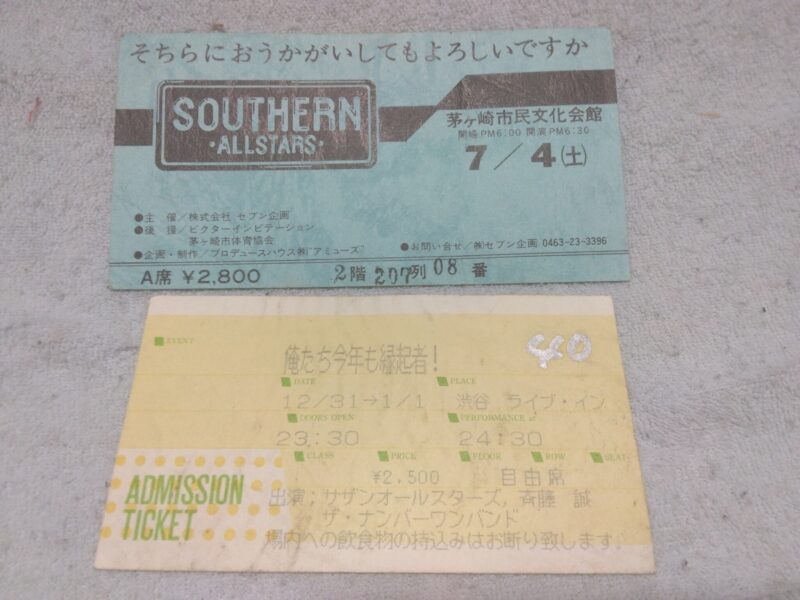 そちらにおうかがいしてもよろしいですか
SOUTHERN
・ALLSTARS・
茅ヶ崎市民文化会館
開場PM6:00 開演PM6:30
7／4(土)
●主 催／株式会社 セブン企画
●後 援／ビクターインビテーション
茅ヶ崎市体育協会
●企画・制作／プロデュースハウス㈱"アミューズ"
●お問い合せ／㈱セブン企画 0463-23-3396
A席 ￥2,800
2階 207列 08 番
EVENT
俺たち今年も縁起者！
40
DATE
PLACE
12/31→1/1
渋谷 ライブ・イン
DOORS OPEN
PERFORMANCE at
23:30
24:30
CLASS
PRICE
FLOOR
ROW
SEAT
¥2,500
自由席
ADMISSION
TICKET
出演；サザンオールスターズ，斉藤 誠
ザ・ナンバーワンバンド
場内への飲食物の持込みはお断り致します。